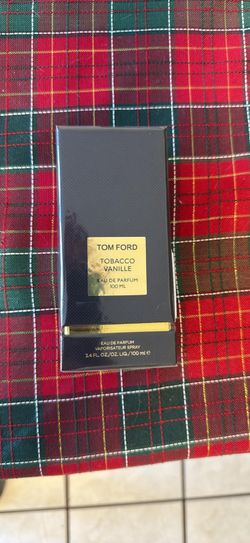 TOM FORD
TOBACCO
VANILLE
EAU DE PARFUM
100 ML
EAU DE PARFUM
VAPORISATEUR SPRAY
3.4 FL.OZ./OZ. LIQ./100 ml e